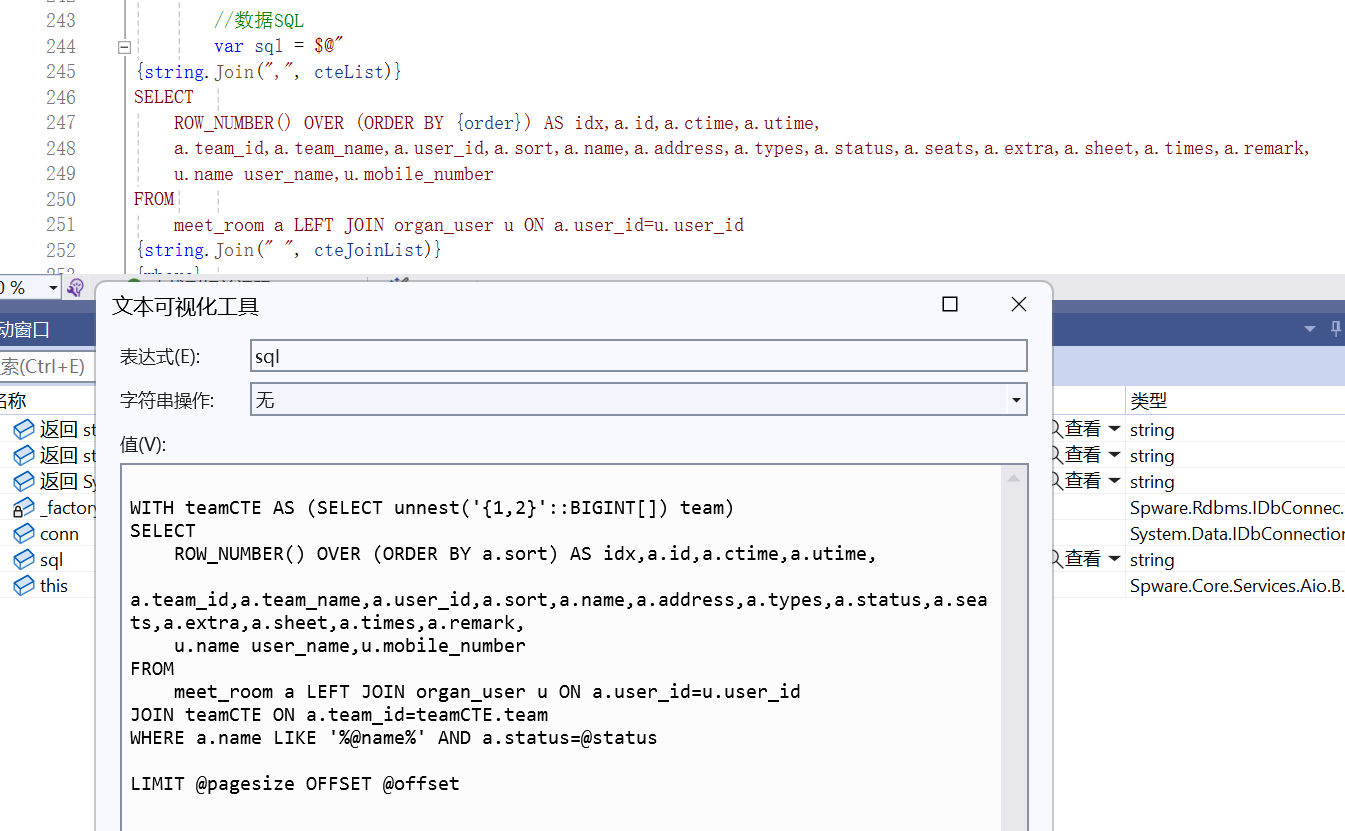 243 //数据SQL
244 var sql = $@"
245 {string.Join(",", cteList)}
246 SELECT
247 ROW_NUMBER() OVER (ORDER BY {order}) AS idx,a.id,a.ctime,a.utime,
248 a.team_id,a.team_name,a.user_id,a.sort,a.name,a.address,a.types,a.status,a.seats,a.extra,a.sheet,a.times,a.remark,
249 u.name user_name,u.mobile_number
250 FROM
251 meet_room a LEFT JOIN organ_user u ON a.user_id=u.user_id
252 {string.Join(" ", cteJoinList)}
0 %
动窗口
索(Ctrl+E)
名称
类型
返回 st
查看
string
返回 st
查看
string
返回 Sy
查看
string
_factory
Spware.Rdbms.IDbConnec.
conn
System.Data.IDbConnection
sql
查看
string
this
Spware.Core.Services.Aio.B.
文本可视化工具
表达式(E):
sql
字符串操作:
无
值(V):
WITH teamCTE AS (SELECT unnest('{1,2}'::BIGINT[]) team)
SELECT
ROW_NUMBER() OVER (ORDER BY a.sort) AS idx,a.id,a.ctime,a.utime,
a.team_id,a.team_name,a.user_id,a.sort,a.name,a.address,a.types,a.status,a.sea
ts,a.extra,a.sheet,a.times,a.remark,
u.name user_name,u.mobile_number
FROM
meet_room a LEFT JOIN organ_user u ON a.user_id=u.user_id
JOIN teamCTE ON a.team_id=teamCTE.team
WHERE a.name LIKE '%@name%' AND a.status=@status
LIMIT @pagesize OFFSET @offset